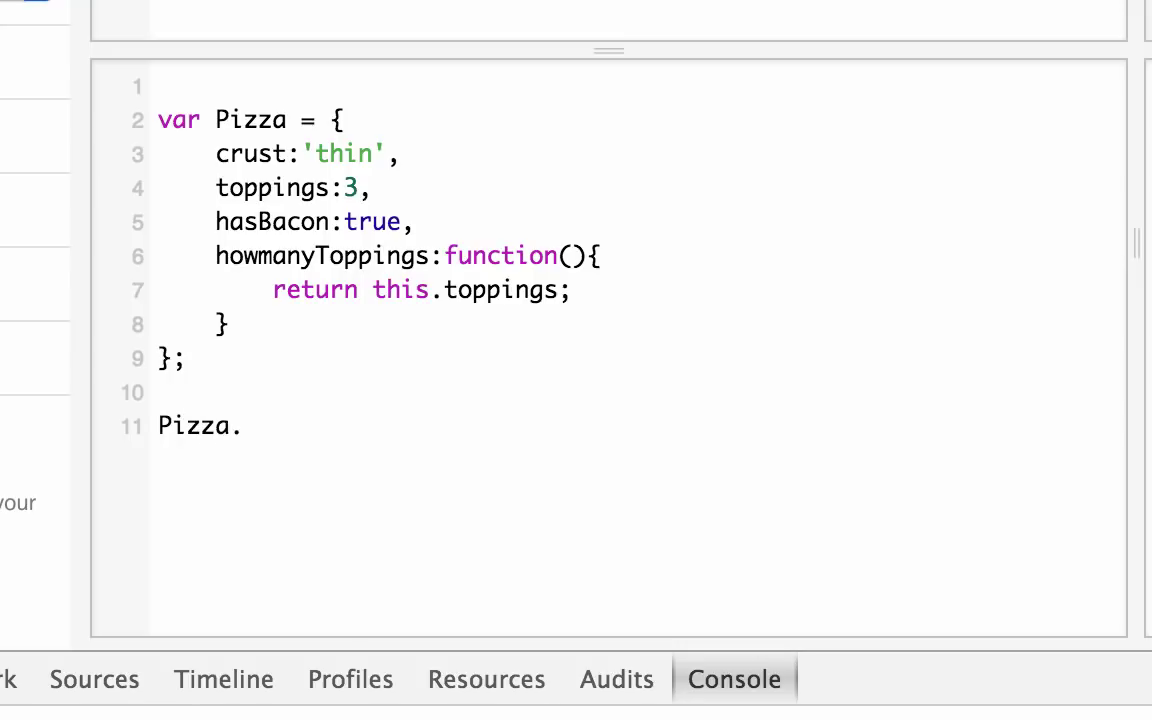 1
2 var Pizza = {
3 crust:'thin',
4 toppings:3,
5 hasBacon:true,
6 howmanyToppings:function(){
7 return this.toppings;
8 }
9 };
10
11 Pizza.
your
rk Sources Timeline Profiles Resources Audits Console